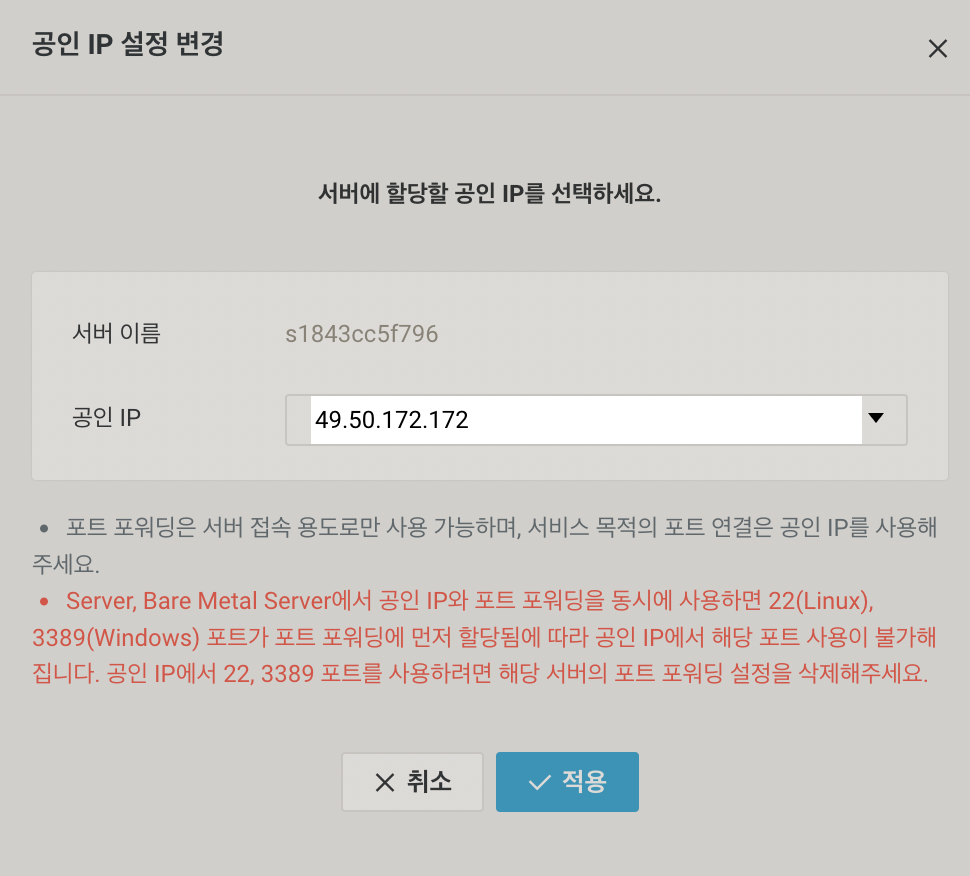 공인 IP 설정 변경
서버에 할당할 공인 IP를 선택하세요.
서버 이름 s1843cc5f796
공인 IP 49.50.172.172
• 포트 포워딩은 서버 접속 용도로만 사용 가능하며, 서비스 목적의 포트 연결은 공인 IP를 사용해
주세요.
• Server, Bare Metal Server에서 공인 IP와 포트 포워딩을 동시에 사용하면 22(Linux),
3389(Windows) 포트가 포트 포워딩에 먼저 할당됨에 따라 공인 IP에서 해당 포트 사용이 불가해
집니다. 공인 IP에서 22, 3389 포트를 사용하려면 해당 서버의 포트 포워딩 설정을 삭제해주세요.
취소 적용